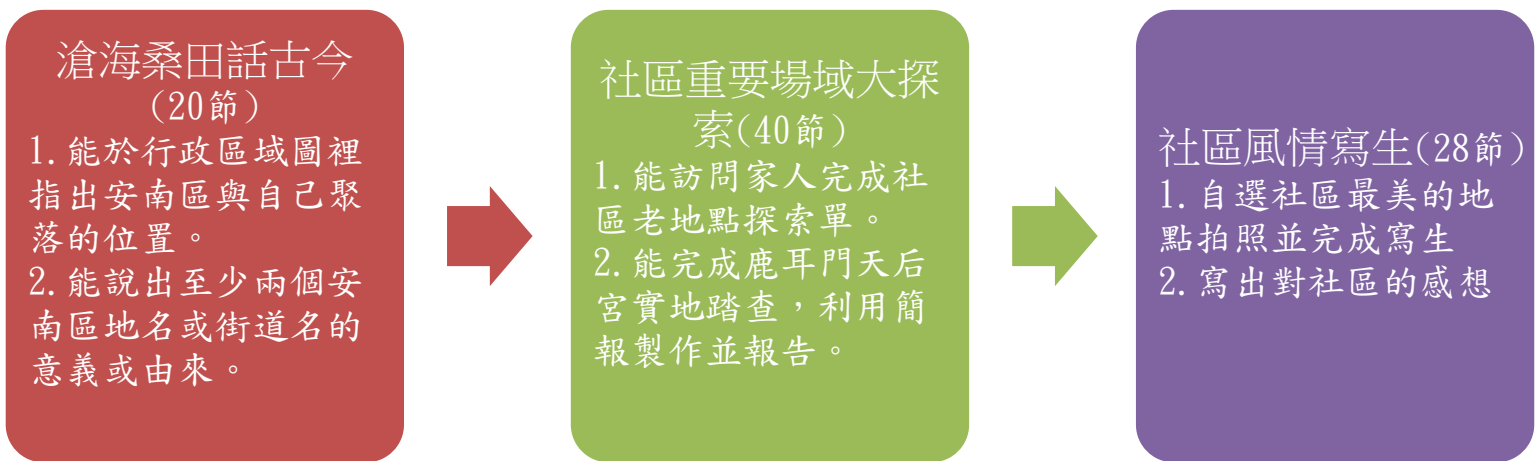 滄海桑田話古今
(20節)
1.能於行政區域圖裡
指出安南區與自己聚
落的位置。
2.能說出至少兩個安
南區地名或街道名的
意義或由來。
社區重要場域大探
索(40節)
1.能訪問家人完成社
區老地點探索單。
2.能完成鹿耳門天后
宮實地踏查，利用簡
報製作並報告。
社區風情寫生(28節)
1.自選社區最美的地
點拍照並完成寫生
2.寫出對社區的感想